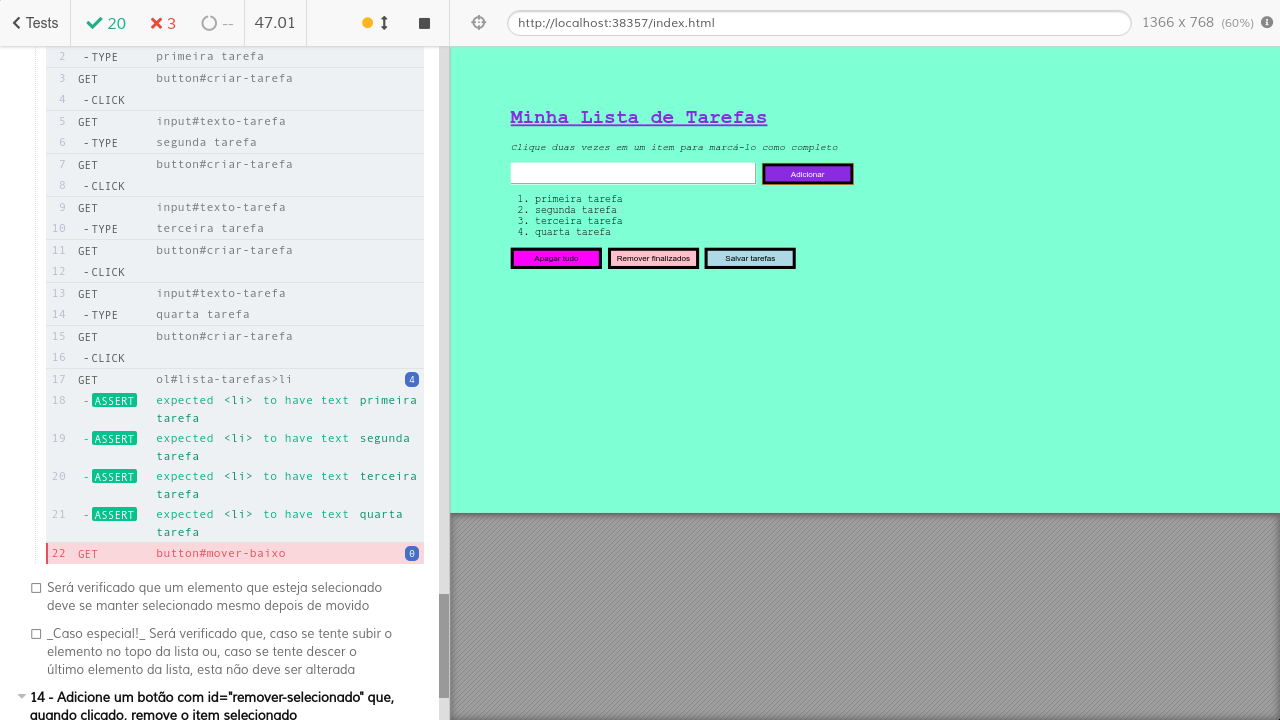 Tests 20 3 -- 47.01 http://localhost:38357/index.html 1366 x 768 (60%)
2 -TYPE primeira tarefa
3 GET button#criar-tarefa
4 -CLICK
5 GET input#texto-tarefa
6 -TYPE segunda tarefa
7 GET button#criar-tarefa
8 -CLICK
9 GET input#texto-tarefa
10 -TYPE terceira tarefa
11 GET button#criar-tarefa
12 -CLICK
13 GET input#texto-tarefa
14 -TYPE quarta tarefa
15 GET button#criar-tarefa
16 -CLICK
17 GET ol#lista-tarefas>li 4
18 -ASSERT expected <li> to have text primeira
tarefa
19 -ASSERT expected <li> to have text segunda
tarefa
20 -ASSERT expected <li> to have text terceira
tarefa
21 -ASSERT expected <li> to have text quarta
tarefa
22 GET button#mover-baixo 0
Será verificado que um elemento que esteja selecionado
deve se manter selecionado mesmo depois de movido
_Caso especial!_ Será verificado que, caso se tente subir o
elemento no topo da lista ou, caso se tente descer o
último elemento da lista, esta não deve ser alterada
14 - Adicione um botão com id="remover-selecionado" que,
quando clicado, remove o item selecionado
Minha Lista de Tarefas
Clique duas vezes em um item para marcá-lo como completo
Adicionar
1. primeira tarefa
2. segunda tarefa
3. terceira tarefa
4. quarta tarefa
Apagar tudo Remover finalizados Salvar tarefas